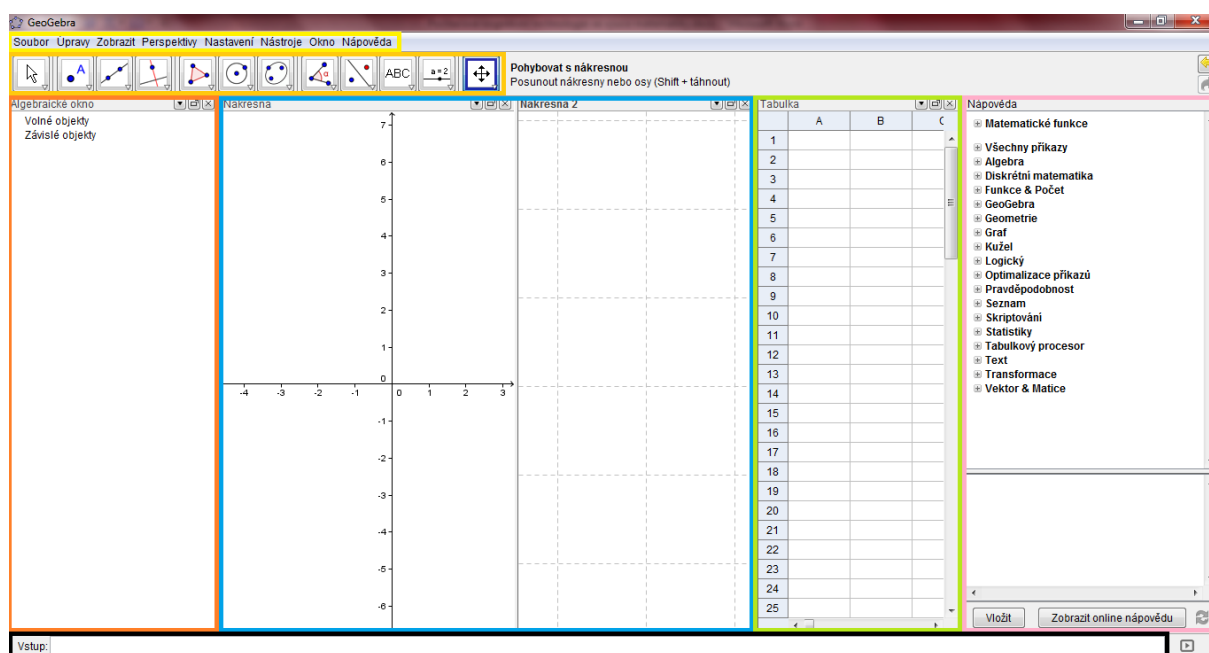 GeoGebra
Soubor Úpravy Zobrazit Perspektivy Nastavení Nástroje Okno Nápověda
A
ABC
a=2
Pohybovat s nákresnou
Posunout nákresny nebo osy (Shift + táhnout)
Algebraické okno
Volné objekty
Závislé objekty
Nákresna
7
6
5
4
3
2
1
0
-4 -3 -2 -1 0 1 2 3
-1
-2
-3
-4
-5
-6
Nákresna 2
Tabulka
A B C
1
2
3
4
5
6
7
8
9
10
11
12
13
14
15
16
17
18
19
20
21
22
23
24
25
Nápověda
Matematické funkce
Všechny příkazy
Algebra
Diskrétní matematika
Funkce & Počet
GeoGebra
Geometrie
Graf
Kužel
Logický
Optimalizace příkazů
Pravděpodobnost
Seznam
Skriptování
Statistiky
Tabulkový procesor
Text
Transformace
Vektor & Matice
Vložit Zobrazit online nápovědu
Vstup: